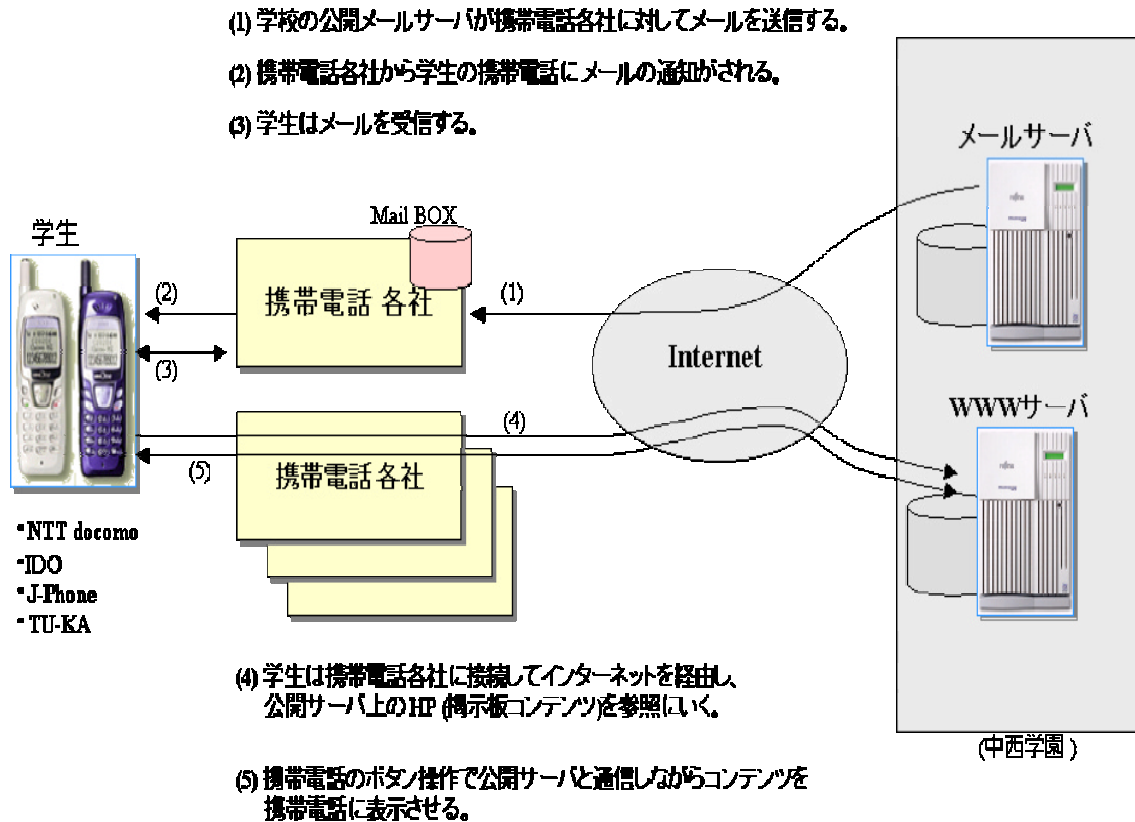 (1) 学校の公開メールサーバが携帯電話各社に対してメールを送信する。
(2) 携帯電話各社から学生の携帯電話にメールの通知がされる。
(3) 学生はメールを受信する。
メールサーバ
Mail BOX
学生
(2)
携帯電話 各社
(1)
Internet
(3)
WWWサーバ
(4)
(5)
携帯電話各社
・NTT docomo
・IDO
・J-Phone
・TU-KA
(4) 学生は携帯電話各社に接続してインターネットを経由し、
公開サーバ上のHP (掲示板コンテンツ)を参照にいく。
(中西学園 )
(5) 携帯電話のボタン操作で公開サーバと通信しながらコンテンツを
携帯電話に表示させる。